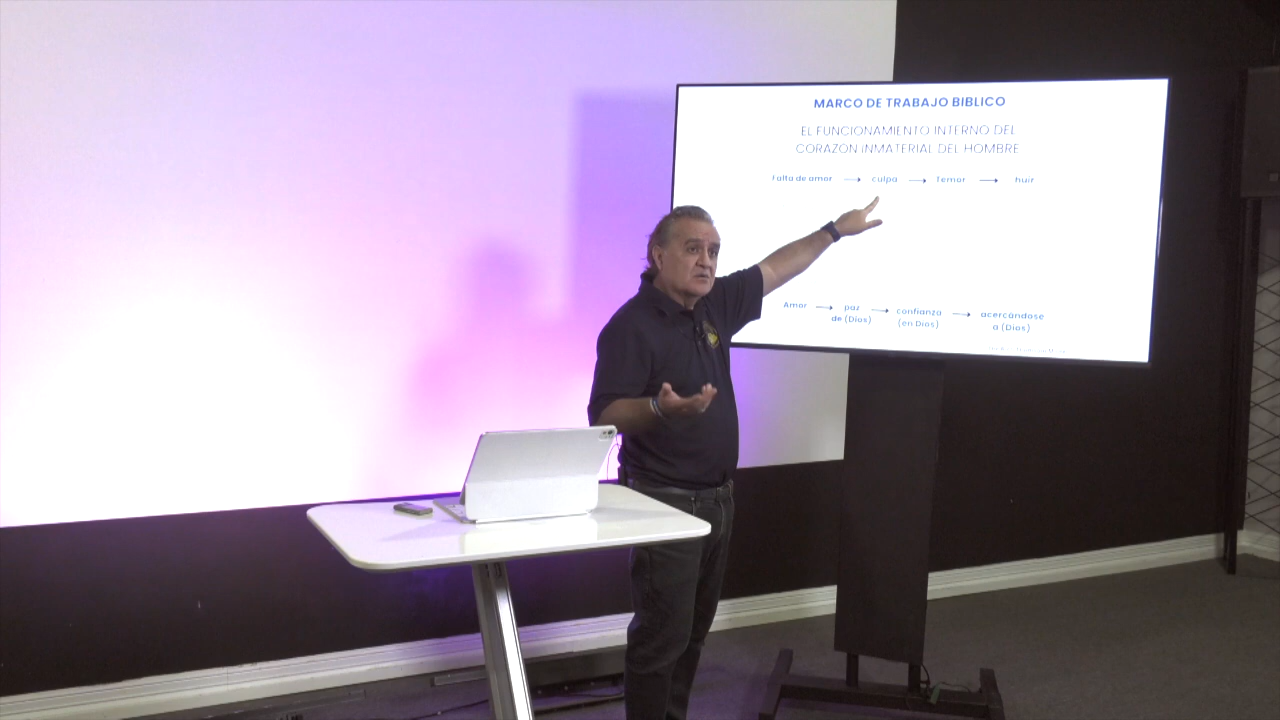 MARCO DE TRABAJO BIBLICO
EL FUNCIONAMIENTO INTERNO DEL
CORAZON INMATERIAL DEL HOMBRE
Falta de amor → culpa → Temor → huir
Amor → paz → confianza → acercándose
de (Dios) (en Dios) a (Dios)